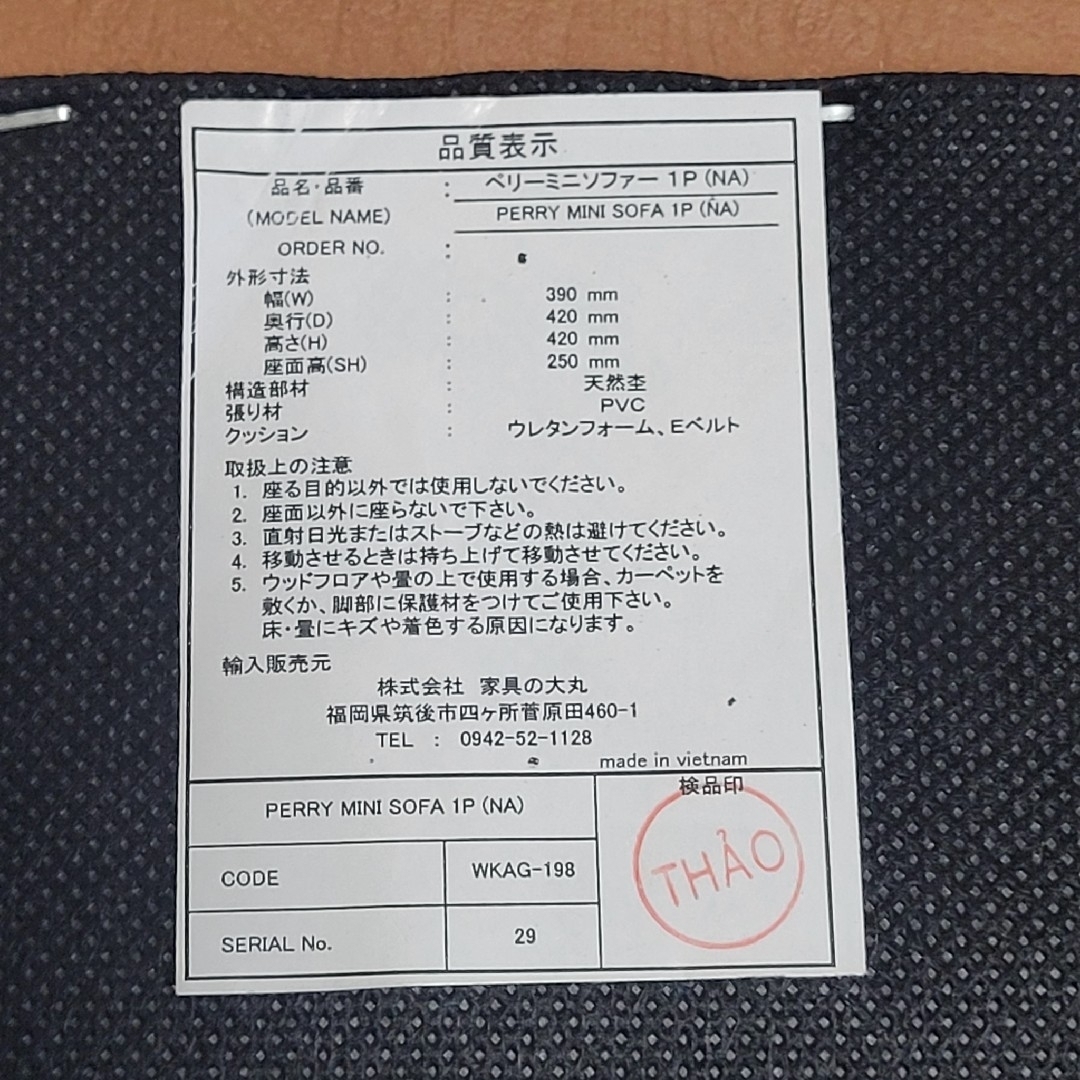 品質表示
品名・品番 : ペリーミニソファー 1P (NA)
(MODEL NAME) PERRY MINI SOFA 1P (NA)
ORDER NO. :
外形寸法
幅(W) : 390 mm
奥行(D) : 420 mm
高さ(H) : 420 mm
座面高(SH) : 250 mm
構造部材 : 天然杢
張り材 : PVC
クッション : ウレタンフォーム、Eベルト
取扱上の注意
1. 座る目的以外では使用しないでください。
2. 座面以外に座らないで下さい。
3. 直射日光またはストーブなどの熱は避けてください。
4. 移動させるときは持ち上げて移動させてください。
5. ウッドフロアや畳の上で使用する場合、カーペットを
敷くか、脚部に保護材をつけてご使用下さい。
床・畳にキズや着色する原因になります。
輸入販売元
株式会社 家具の大丸
福岡県筑後市四ヶ所菅原田460-1
TEL : 0942-52-1128
made in vietnam
PERRY MINI SOFA 1P (NA)
検品印
THẢO
CODE WKAG-198
SERIAL No. 29